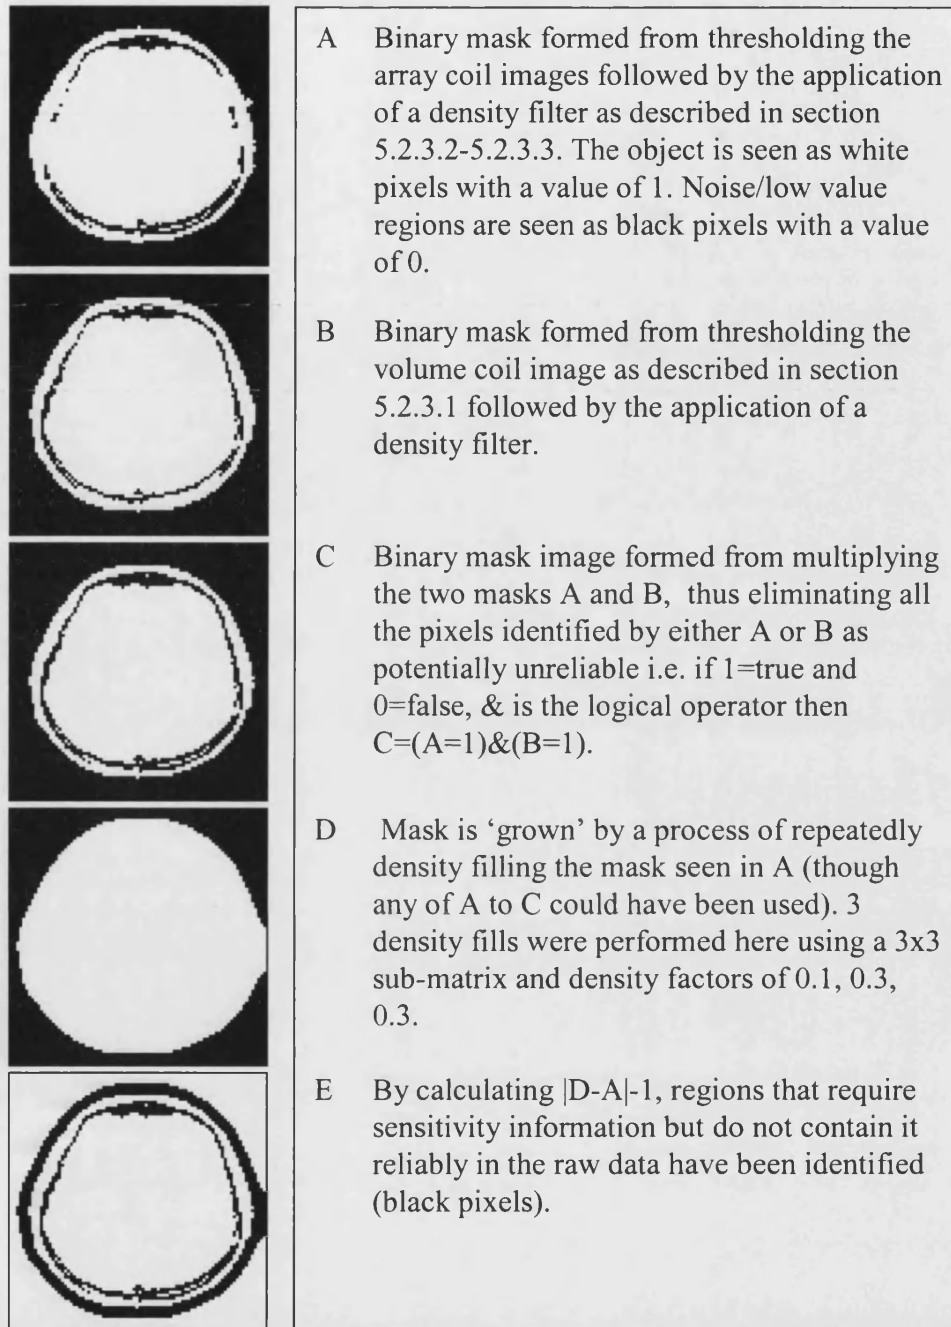 A Binary mask formed from thresholding the
array coil images followed by the application
of a density filter as described in section
5.2.3.2-5.2.3.3. The object is seen as white
pixels with a value of 1. Noise/low value
regions are seen as black pixels with a value
of 0.
B Binary mask formed from thresholding the
volume coil image as described in section
5.2.3.1 followed by the application of a
density filter.
C Binary mask image formed from multiplying
the two masks A and B, thus eliminating all
the pixels identified by either A or B as
potentially unreliable i.e. if 1=true and
0=false, & is the logical operator then
C=(A=1)&(B=1).
D Mask is ‘grown’ by a process of repeatedly
density filling the mask seen in A (though
any of A to C could have been used). 3
density fills were performed here using a 3x3
sub-matrix and density factors of 0.1, 0.3,
0.3.
E By calculating |D-A|-1, regions that require
sensitivity information but do not contain it
reliably in the raw data have been identified
(black pixels).